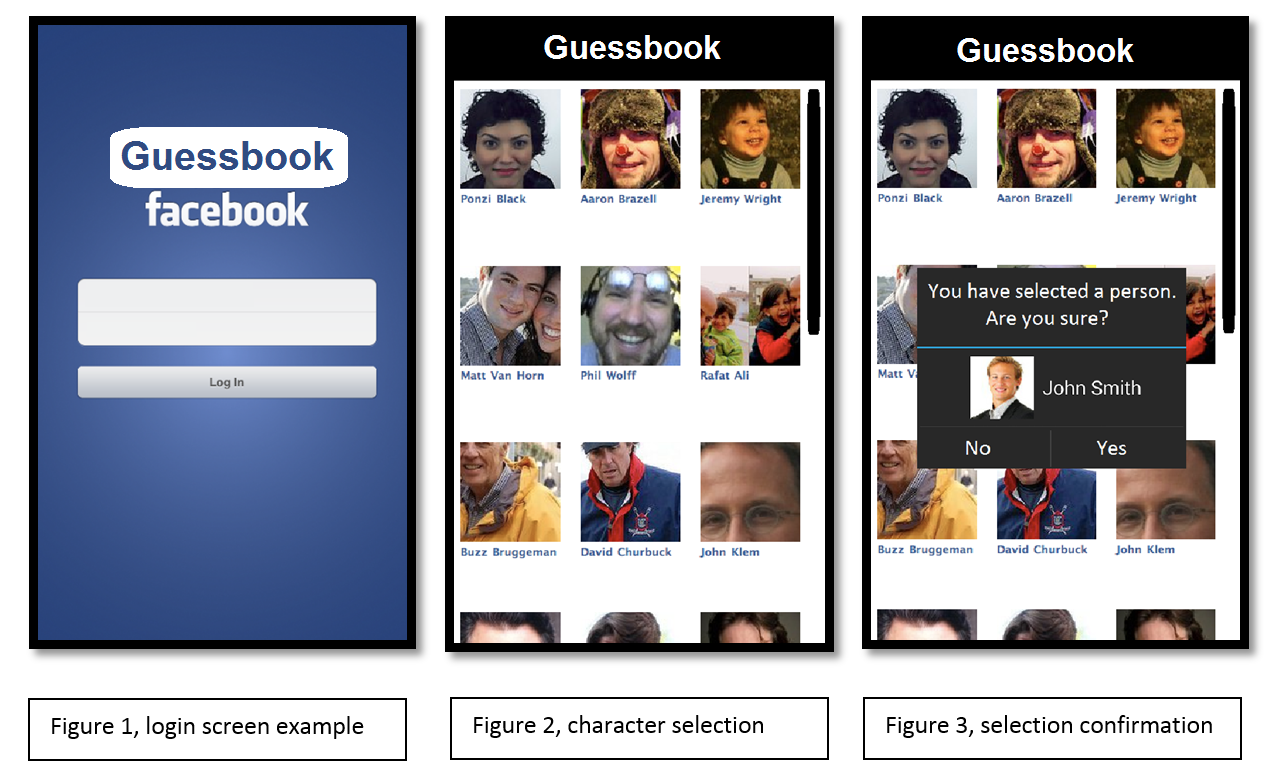 Guessbook
facebook
Log In
Figure 1, login screen example
Guessbook
Ponzi Black Aaron Brazell Jeremy Wright
Matt Van Horn Phil Wolff Rafat Ali
Buzz Bruggeman David Churbuck John Klem
Figure 2, character selection
Guessbook
Ponzi Black Aaron Brazell Jeremy Wright
You have selected a person.
Are you sure?
Matt Va
John Smith
No Yes
Buzz Bruggeman David Churbuck John Klem
Figure 3, selection confirmation